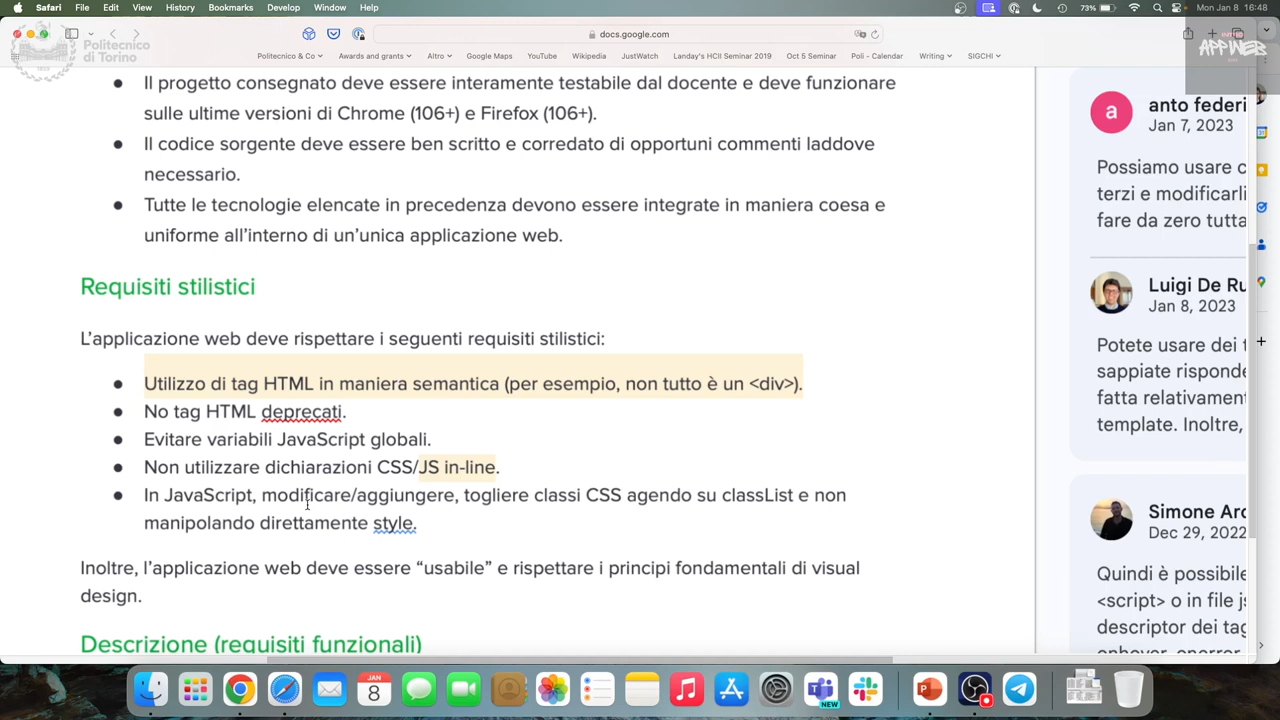 Safari File Edit View History Bookmarks Develop Window Help 73% Mon Jan 8 16:48
Politecnico di Torino
docs.google.com
APPWEB
Politecnico & Co Awards and grants Altro Google Maps YouTube Wikipedia JustWatch Landay's HCII Seminar 2019 Oct 5 Seminar Poli - Calendar Writing SIGCHI
Il progetto consegnato deve essere interamente testabile dal docente e deve funzionare
sulle ultime versioni di Chrome (106+) e Firefox (106+).
Il codice sorgente deve essere ben scritto e corredato di opportuni commenti laddove
necessario.
Tutte le tecnologie elencate in precedenza devono essere integrate in maniera coesa e
uniforme all'interno di un'unica applicazione web.
Requisiti stilistici
L'applicazione web deve rispettare i seguenti requisiti stilistici:
Utilizzo di tag HTML in maniera semantica (per esempio, non tutto è un <div>).
No tag HTML deprecati.
Evitare variabili JavaScript globali.
Non utilizzare dichiarazioni CSS/JS in-line.
In JavaScript, modificare/aggiungere, togliere classi CSS agendo su classList e non
manipolando direttamente style.
Inoltre, l'applicazione web deve essere “usabile” e rispettare i principi fondamentali di visual
design.
Descrizione (requisiti funzionali)
a
anto federi
Jan 7, 2023
Possiamo usare c
terzi e modificarli
fare da zero tutta
Luigi De Ru
Jan 8, 2023
Potete usare dei t
sappiate risponde
fatta relativament
template. Inoltre,
Simone Arc
Dec 29, 2022
Quindi è possibile
<script> o in file js
descriptor dei tag
JAN
8
NEW